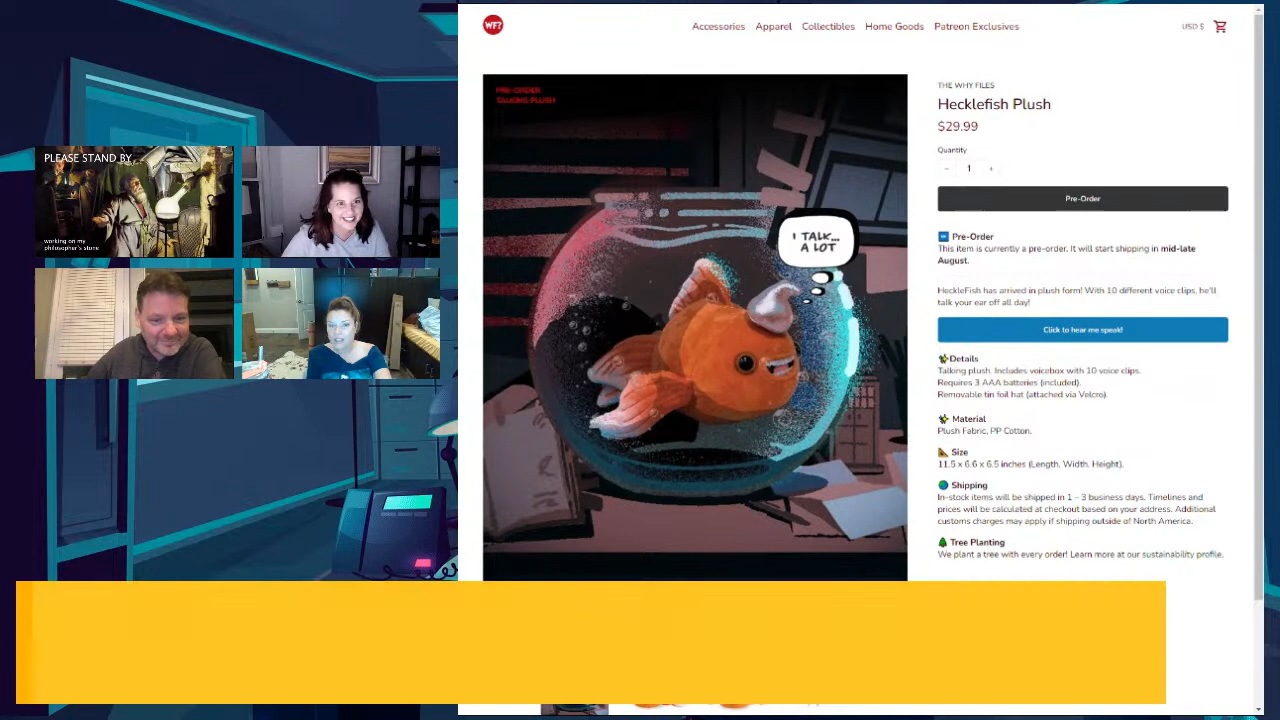 WF?
Accessories Apparel Collectibles Home Goods Patreon Exclusives
USD $
PRE-ORDER
TALKING PLUSH
I TALK...
A LOT
THE WHY FILES
Hecklefish Plush
$29.99
Quantity
− 1 +
Pre-Order
Pre-Order
This item is currently a pre-order. It will start shipping in mid-late
August.
HeckleFish has arrived in plush form! With 10 different voice clips, he'll
talk your ear off all day!
Click to hear me speak!
Details
Talking plush. Includes voicebox with 10 voice clips.
Requires 3 AAA batteries (included).
Removable tin foil hat (attached via Velcro).
Material
Plush Fabric, PP Cotton.
Size
11.5 x 6.6 x 6.5 inches (Length, Width, Height).
Shipping
In-stock items will be shipped in 1 – 3 business days. Timelines and
prices will be calculated at checkout based on your address. Additional
customs charges may apply if shipping outside of North America.
Tree Planting
We plant a tree with every order! Learn more at our sustainability profile.
PLEASE STAND BY
working on my
philosopher's stone